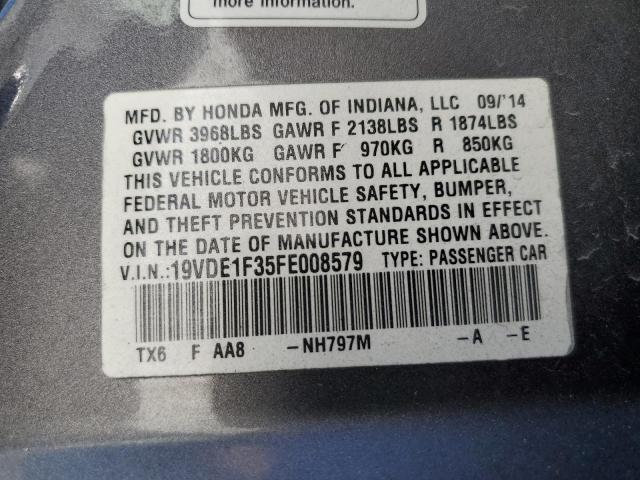 more information.
MFD. BY HONDA MFG. OF INDIANA, LLC 09/'14
GVWR 3968LBS GAWR F 2138LBS R 1874LBS
GVWR 1800KG GAWR F 970KG R 850KG
THIS VEHICLE CONFORMS TO ALL APPLICABLE
FEDERAL MOTOR VEHICLE SAFETY, BUMPER,
AND THEFT PREVENTION STANDARDS IN EFFECT
ON THE DATE OF MANUFACTURE SHOWN ABOVE.
V.I.N.:19VDE1F35FE008579 TYPE: PASSENGER CAR
TX6 F AA8 -NH797M -A -E